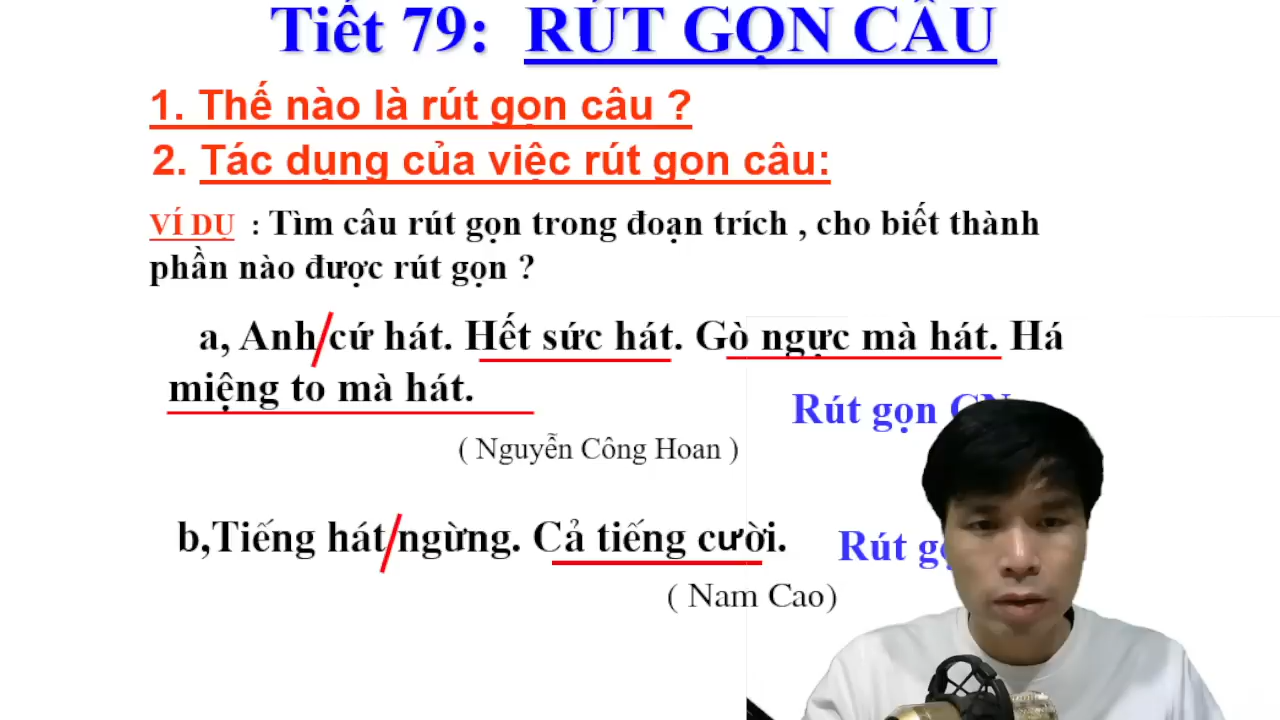 Tiết 79: RÚT GỌN CÂU
1. Thế nào là rút gọn câu ?
2. Tác dụng của việc rút gọn câu:
VÍ DỤ : Tìm câu rút gọn trong đoạn trích , cho biết thành
phần nào được rút gọn ?
a, Anh/cứ hát. Hết sức hát. Gò ngực mà hát. Há
miệng to mà hát.
Rút gọn CN
( Nguyễn Công Hoan )
b,Tiếng hát/ngừng. Cả tiếng cười.
Rút
( Nam Cao)